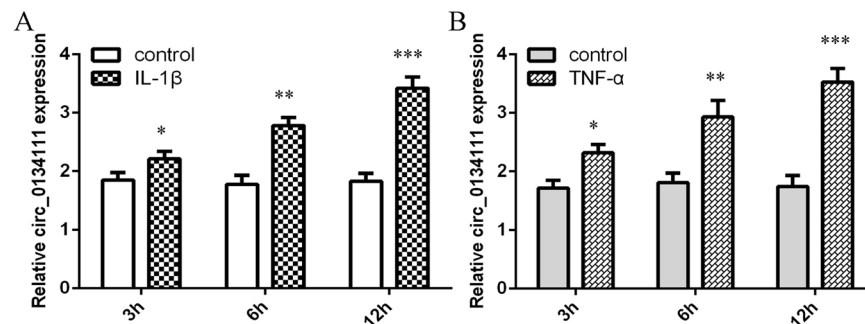 A
Relative circ_0134111 expression
4
3
2
1
0
control
IL-1β
*
**
***
3h
6h
12h
B
Relative circ_0134111 expression
4
3
2
1
0
control
TNF-α
*
**
***
3h
6h
12h